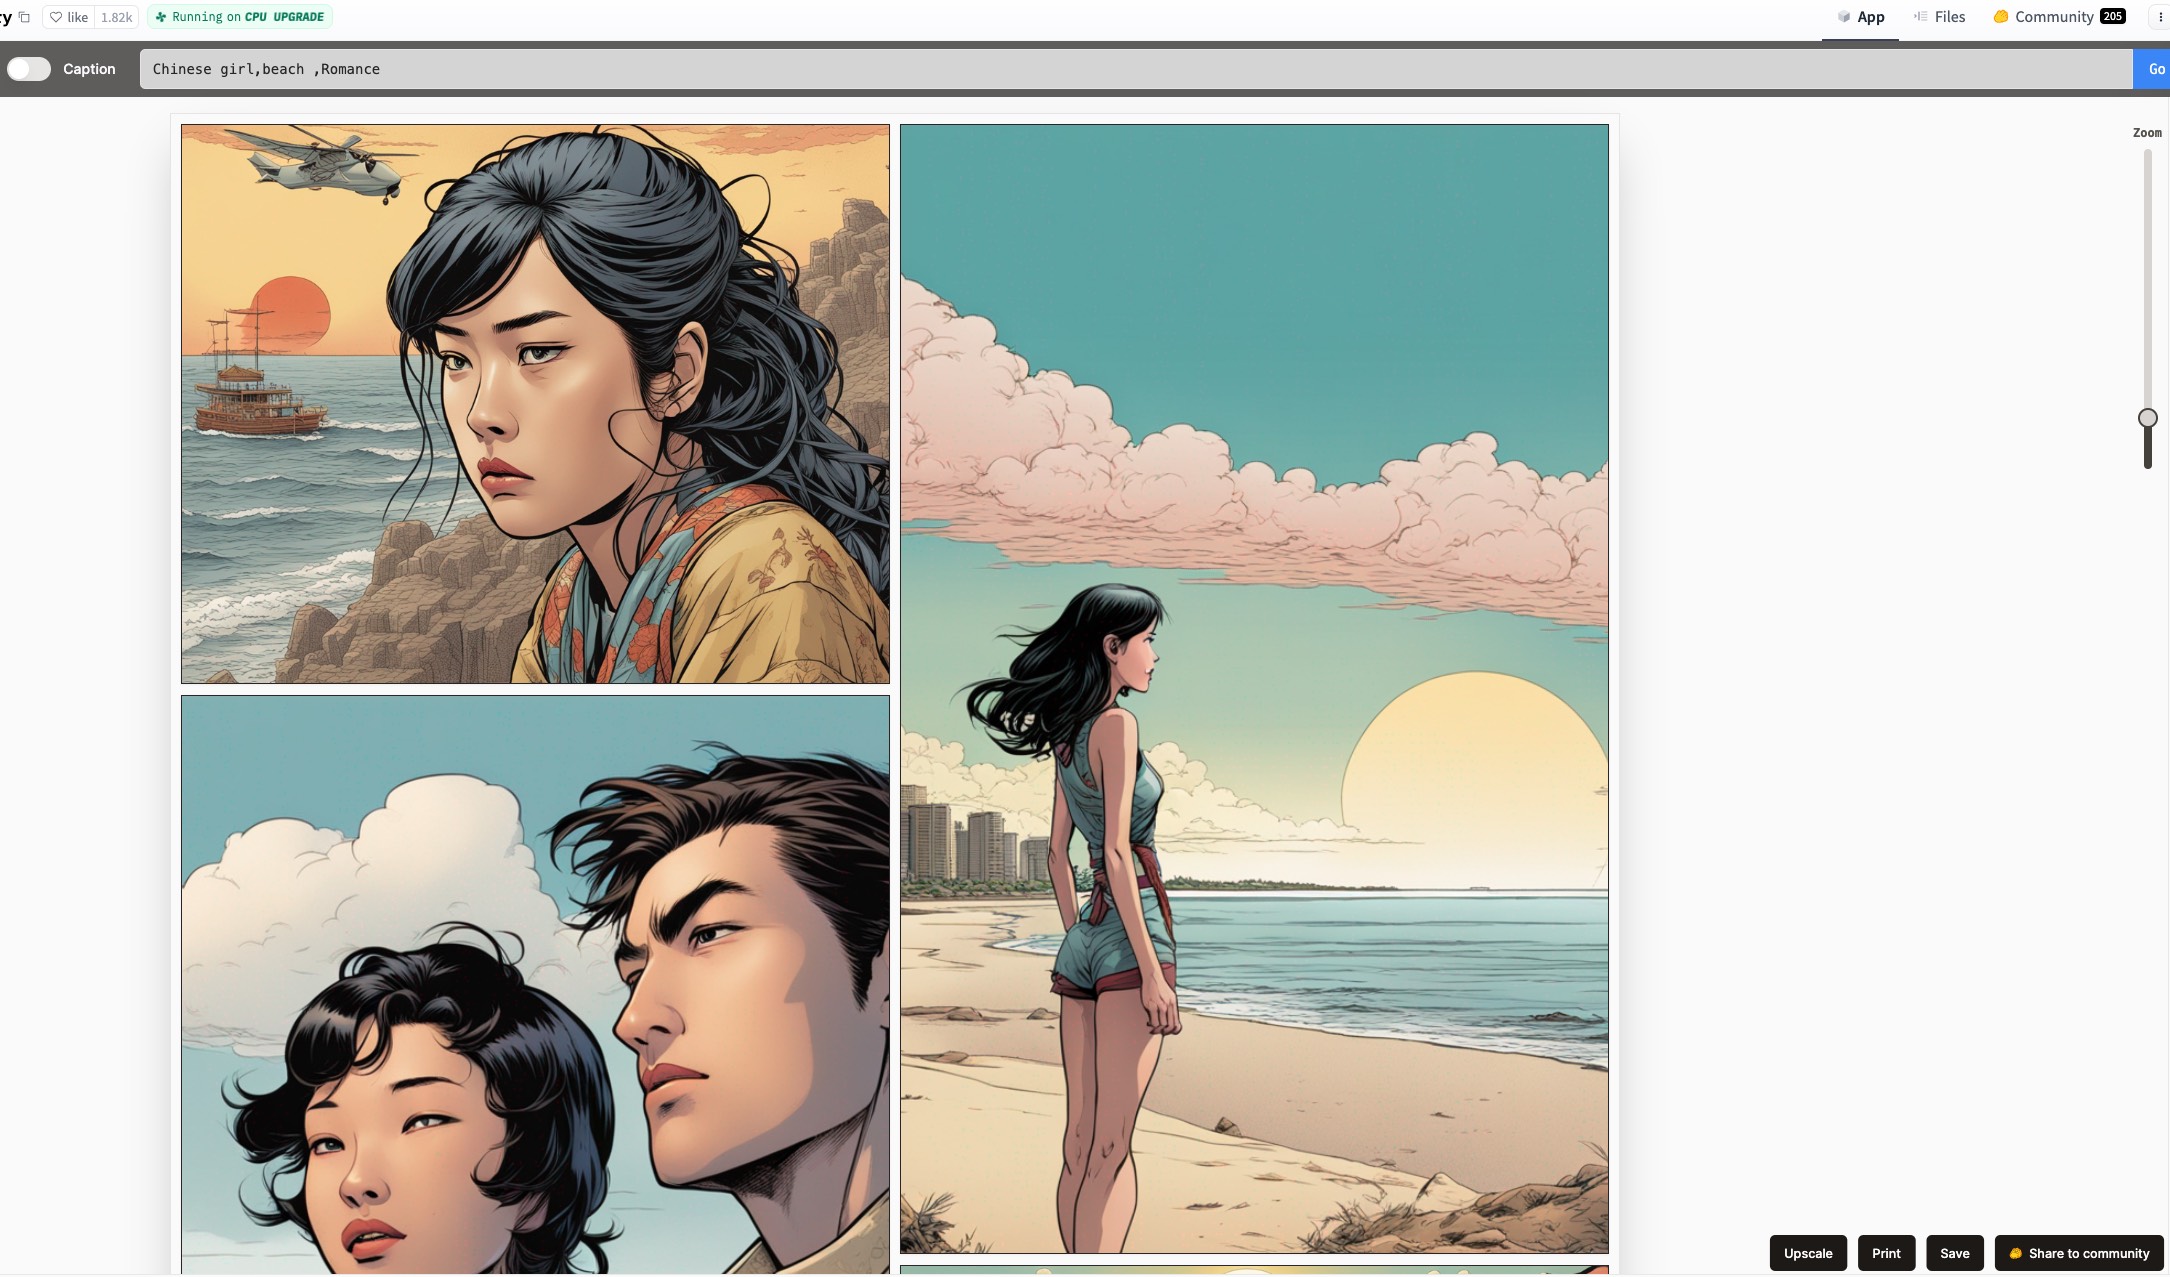 ry like 1.82k Running on CPU UPGRADE App Files Community 205
Caption Chinese girl,beach ,Romance Go
Zoom
Upscale Print Save Share to community